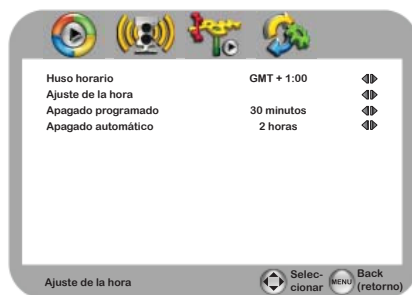 Huso horario GMT + 1:00
Ajuste de la hora
Apagado programado 30 minutos
Apagado automático 2 horas
Ajuste de la hora
Selec-
cionar
MENU
Back
(retorno)